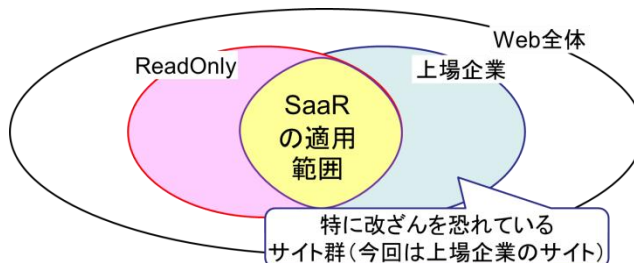 Web全体
ReadOnly
上場企業
SaaR
の適用
範囲
特に改ざんを恐れている
サイト群(今回は上場企業のサイト)